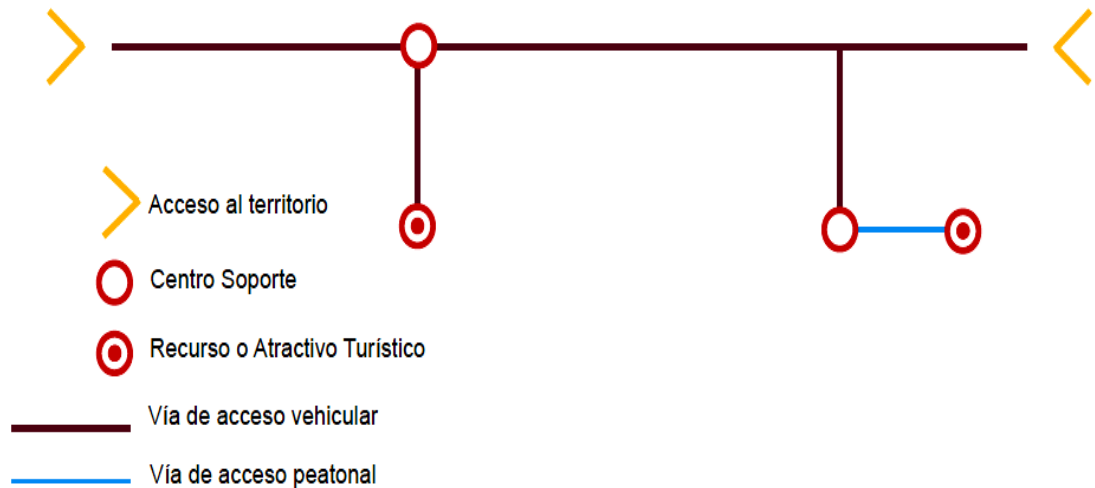 Acceso al territorio
Centro Soporte
Recurso o Atractivo Turístico
Vía de acceso vehicular
Vía de acceso peatonal